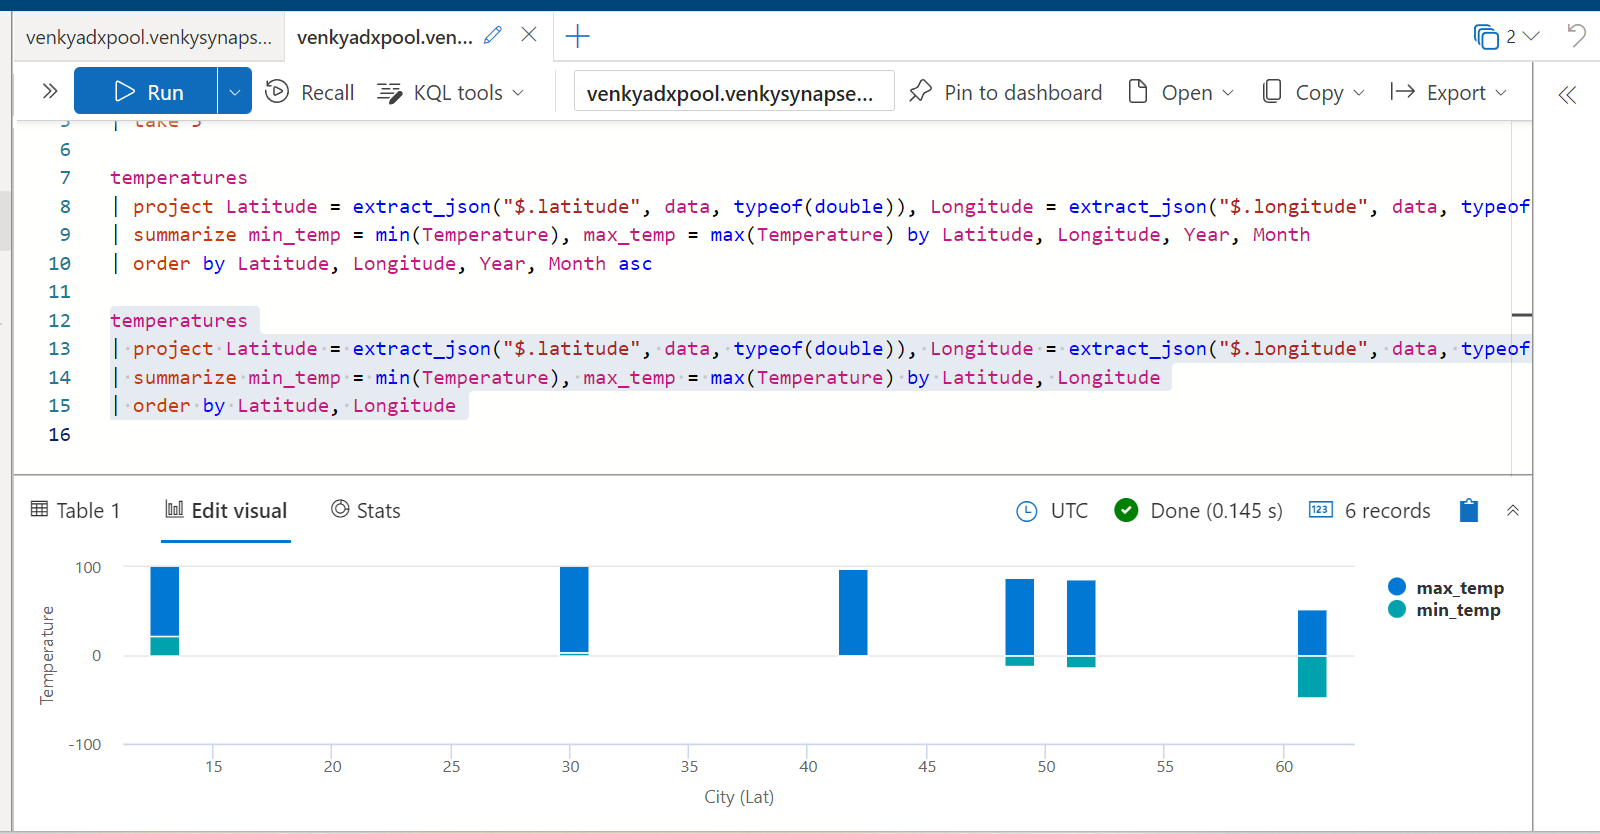 venkyadxpool.venkysynaps...
venkyadxpool.ven...
2
Run
Recall
KQL tools
venkyadxpool.venkysynapse...
Pin to dashboard
Open
Copy
Export
5 | take 5
6
7 temperatures
8 | project Latitude = extract_json("$.latitude", data, typeof(double)), Longitude = extract_json("$.longitude", data, typeof
9 | summarize min_temp = min(Temperature), max_temp = max(Temperature) by Latitude, Longitude, Year, Month
10 | order by Latitude, Longitude, Year, Month asc
11
12 temperatures
13 | project Latitude = extract_json("$.latitude", data, typeof(double)), Longitude = extract_json("$.longitude", data, typeof
14 | summarize min_temp = min(Temperature), max_temp = max(Temperature) by Latitude, Longitude
15 | order by Latitude, Longitude
16
Table 1
Edit visual
Stats
UTC
Done (0.145 s)
123
6 records
100
0
-100
Temperature
15 20 25 30 35 40 45 50 55 60
City (Lat)
max_temp
min_temp